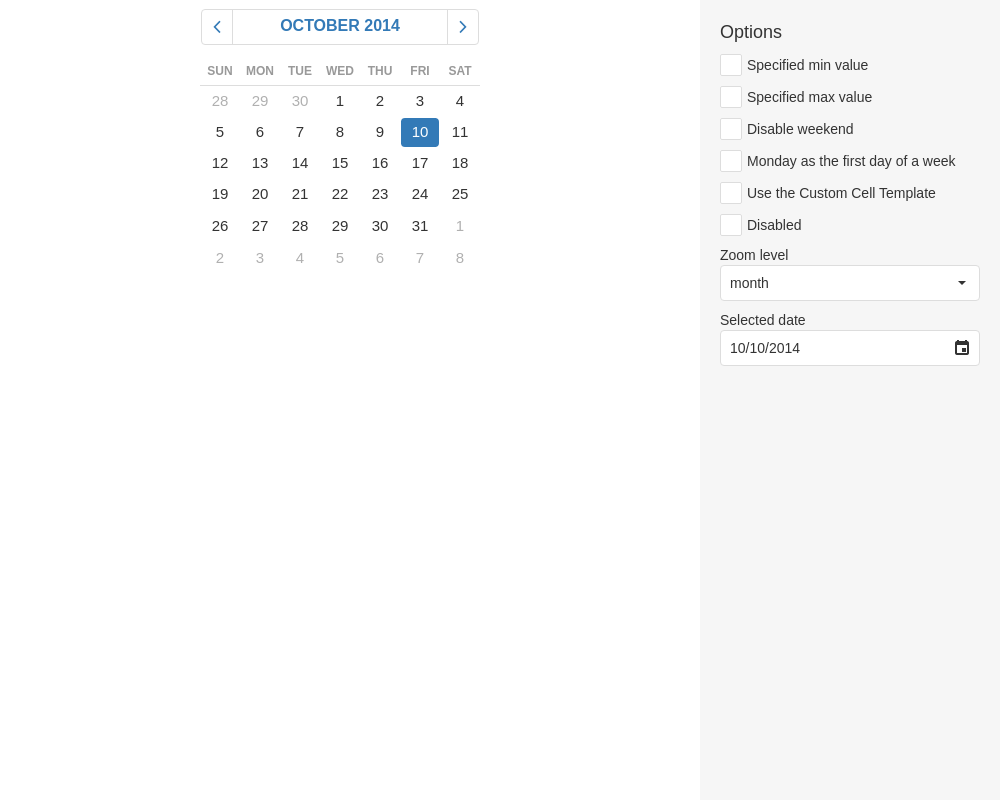 OCTOBER 2014
SUN MON TUE WED THU FRI SAT
28 29 30 1 2 3 4
5 6 7 8 9 10 11
12 13 14 15 16 17 18
19 20 21 22 23 24 25
26 27 28 29 30 31 1
2 3 4 5 6 7 8
Options
Specified min value
Specified max value
Disable weekend
Monday as the first day of a week
Use the Custom Cell Template
Disabled
Zoom level
month
Selected date
10/10/2014